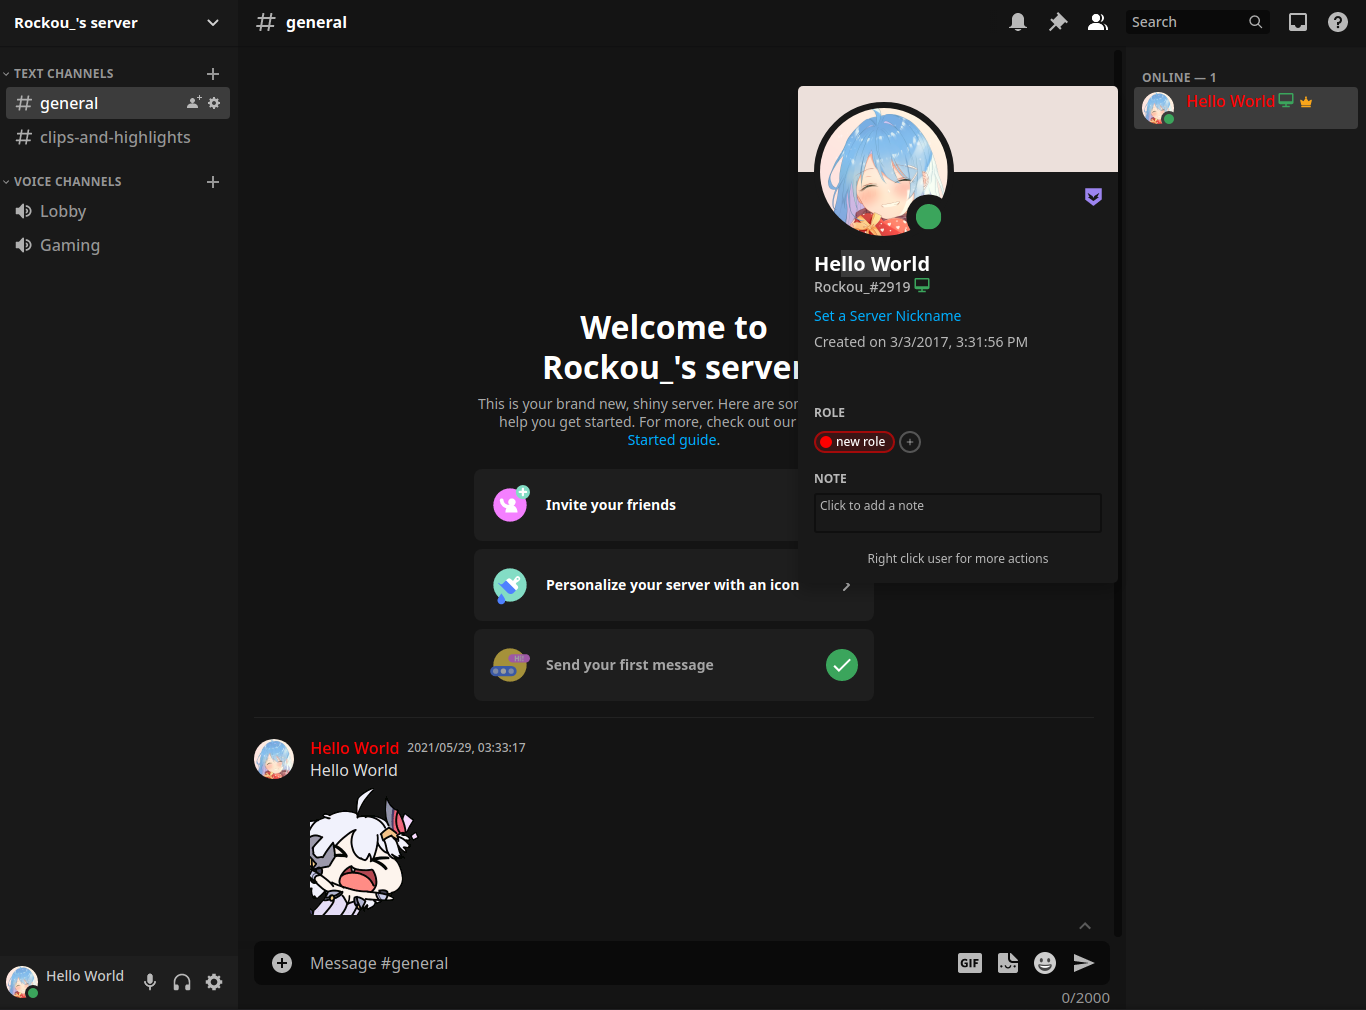 Rockou_'s server
general
Search
TEXT CHANNELS
general
clips-and-highlights
VOICE CHANNELS
Lobby
Gaming
Welcome to
Rockou_'s server
This is your brand new, shiny server. Here are
help you get started. For more, check out our
Started guide.
Invite your friends
Personalize your server with an icon
Send your first message
Hello World 2021/05/29, 03:33:17
Hello World
Message #general
GIF
0/2000
Hello World
Hello World
Rockou_#2919
Set a Server Nickname
Created on 3/3/2017, 3:31:56 PM
ROLE
new role
NOTE
Click to add a note
Right click user for more actions
ONLINE — 1
Hello World